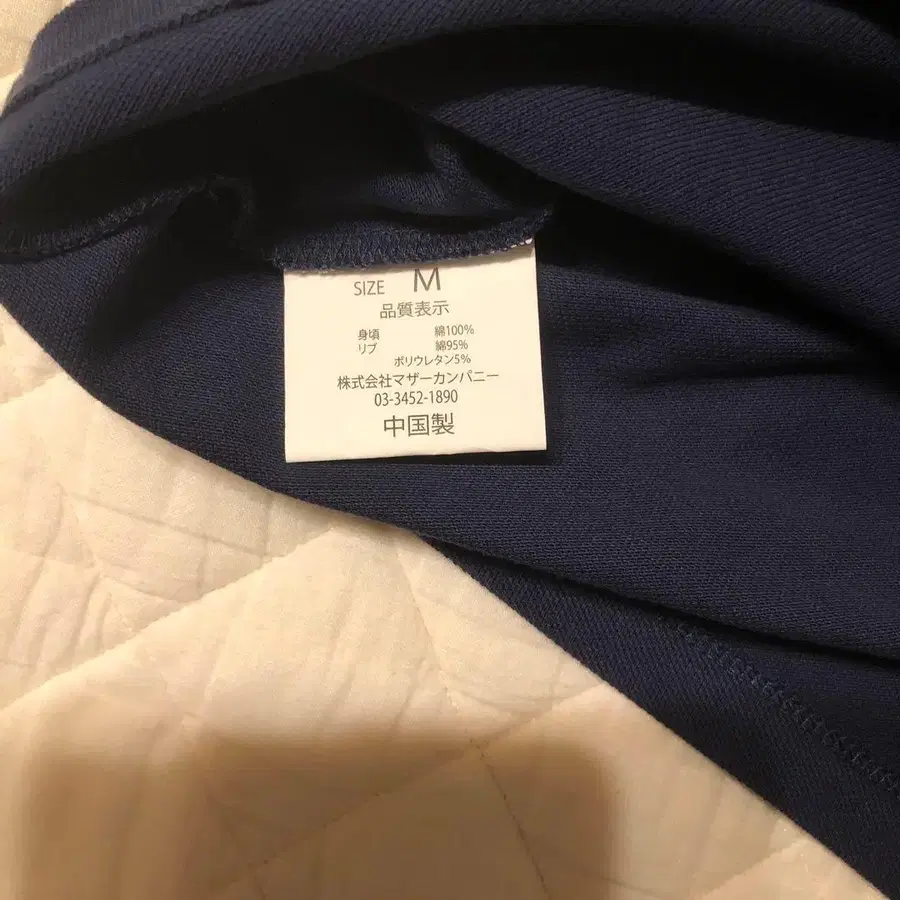 SIZE M
品質表示
身頃 綿100%
リブ 綿95%
ポリウレタン5%
株式会社マザーカンパニー
03-3452-1890
中国製